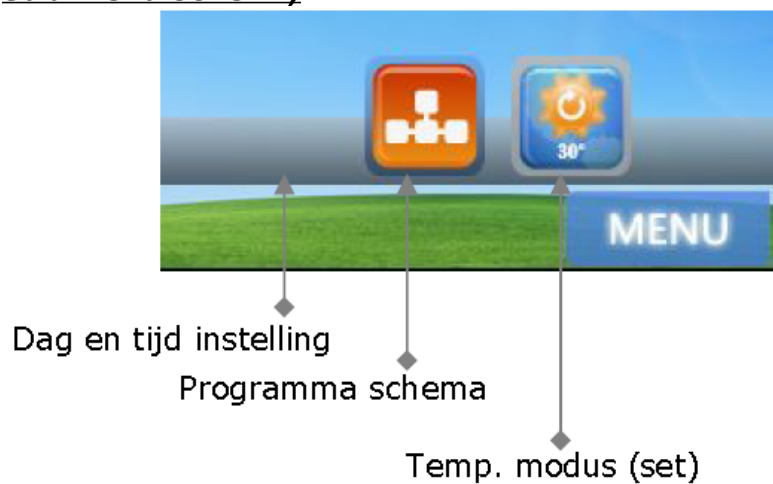 30°
MENU
Dag en tijd instelling
Programma schema
Temp. modus (set)